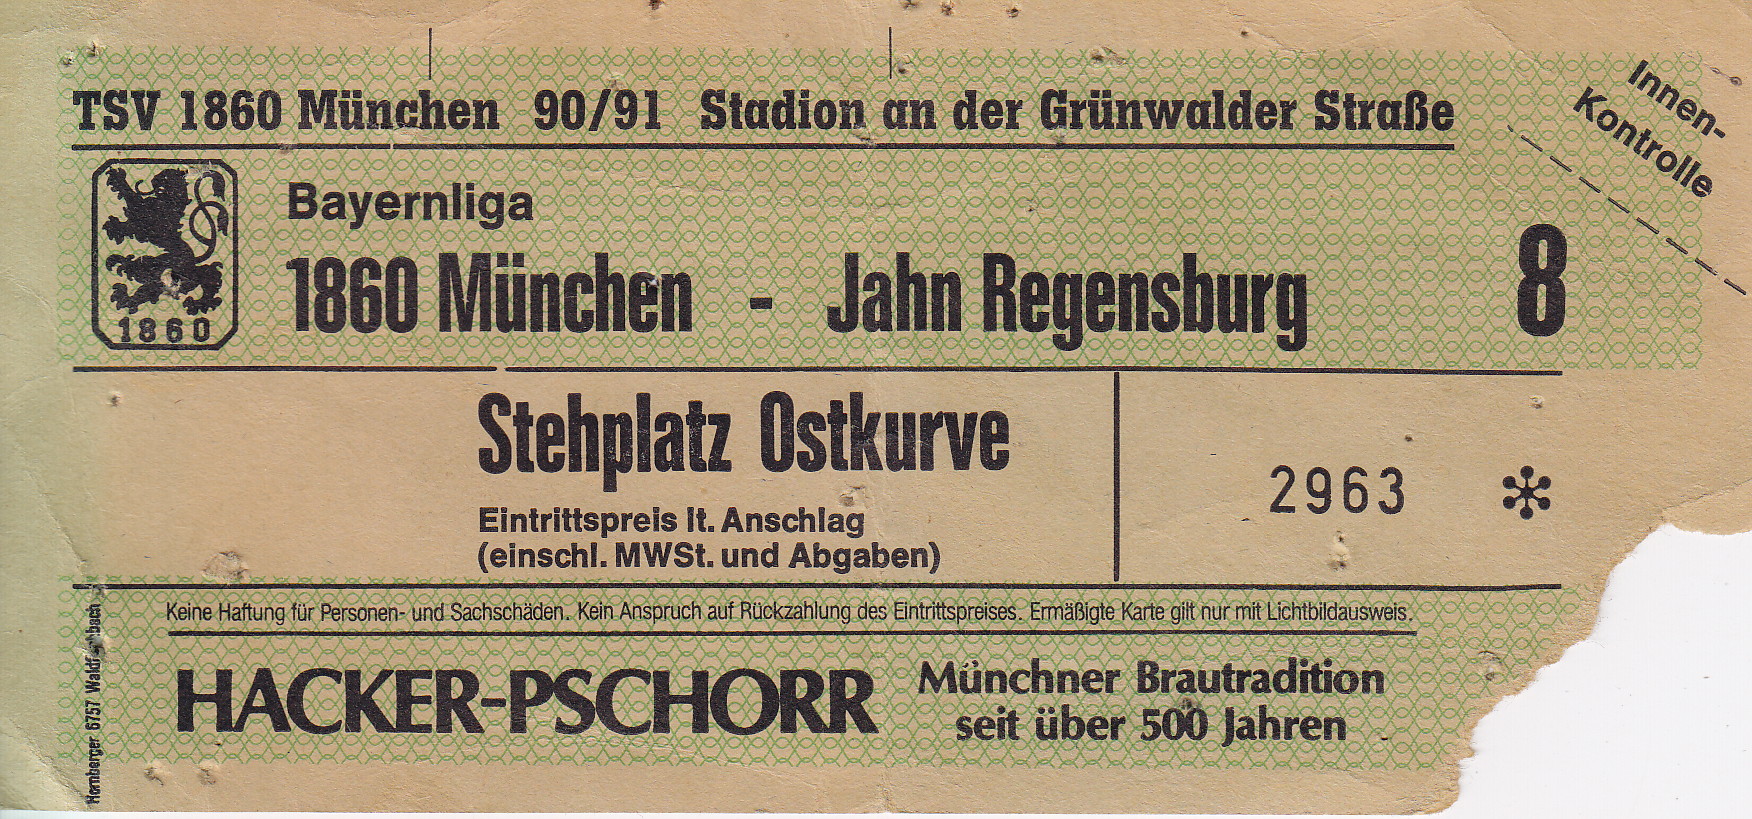 TSV 1860 München 90/91 Stadion an der Grünwalder Straße
Innen-
Kontrolle
Bayernliga
1860 München - Jahn Regensburg 8
1860
Stehplatz Ostkurve
Eintrittspreis lt. Anschlag
(einschl. MWSt. und Abgaben)
2963 *
Keine Haftung für Personen- und Sachschäden. Kein Anspruch auf Rückzahlung des Eintrittspreises. Ermäßigte Karte gilt nur mit Lichtbildausweis.
HACKER-PSCHORR
Münchner Brautradition
seit über 500 Jahren
Hornberger 6757